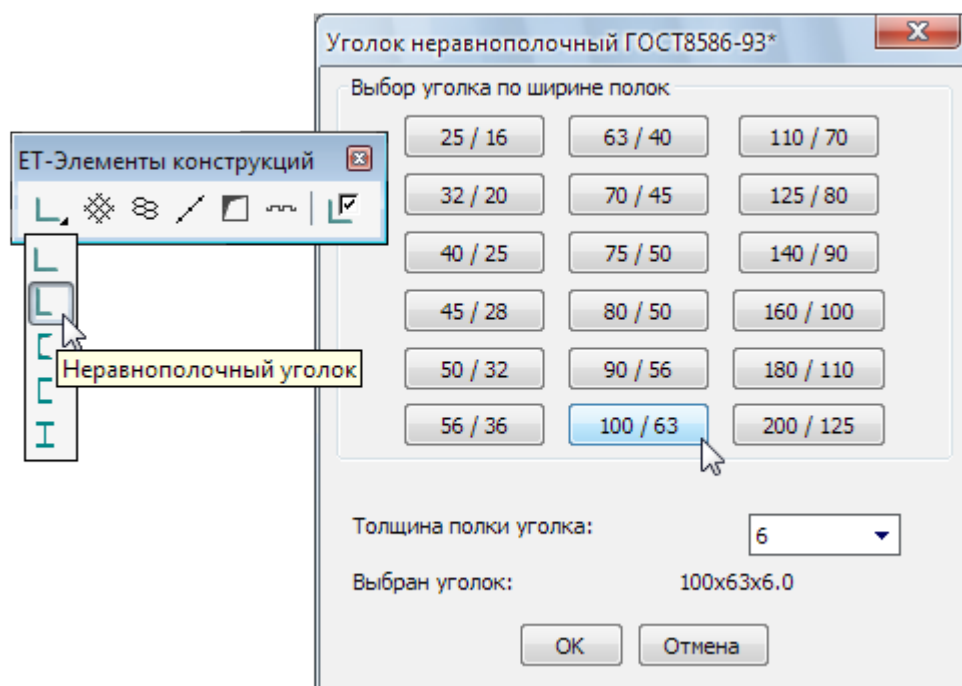 Уголок неравнополочный ГОСТ8586-93*
Выбор уголка по ширине полок
25 / 16
63 / 40
110 / 70
32 / 20
70 / 45
125 / 80
40 / 25
75 / 50
140 / 90
45 / 28
80 / 50
160 / 100
50 / 32
90 / 56
180 / 110
56 / 36
100 / 63
200 / 125
Толщина полки уголка:
6
Выбран уголок:
100x63x6.0
OK
Отмена
ЕТ-Элементы конструкций
Неравнополочный уголок